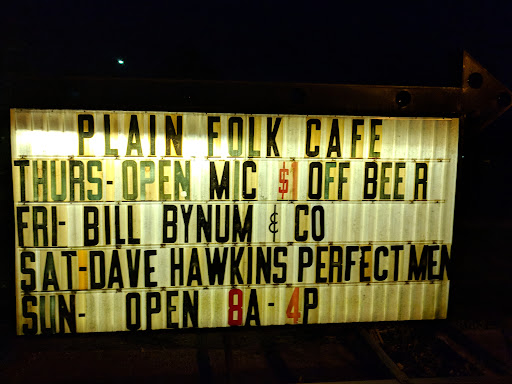 PLAIN FOLK CAFE
THURS-OPEN MIC $1 OFF BEER
FRI- BILL BYNUM & CO
SAT-DAVE HAWKINS PERFECT MEN
SUN- OPEN 8A-4P